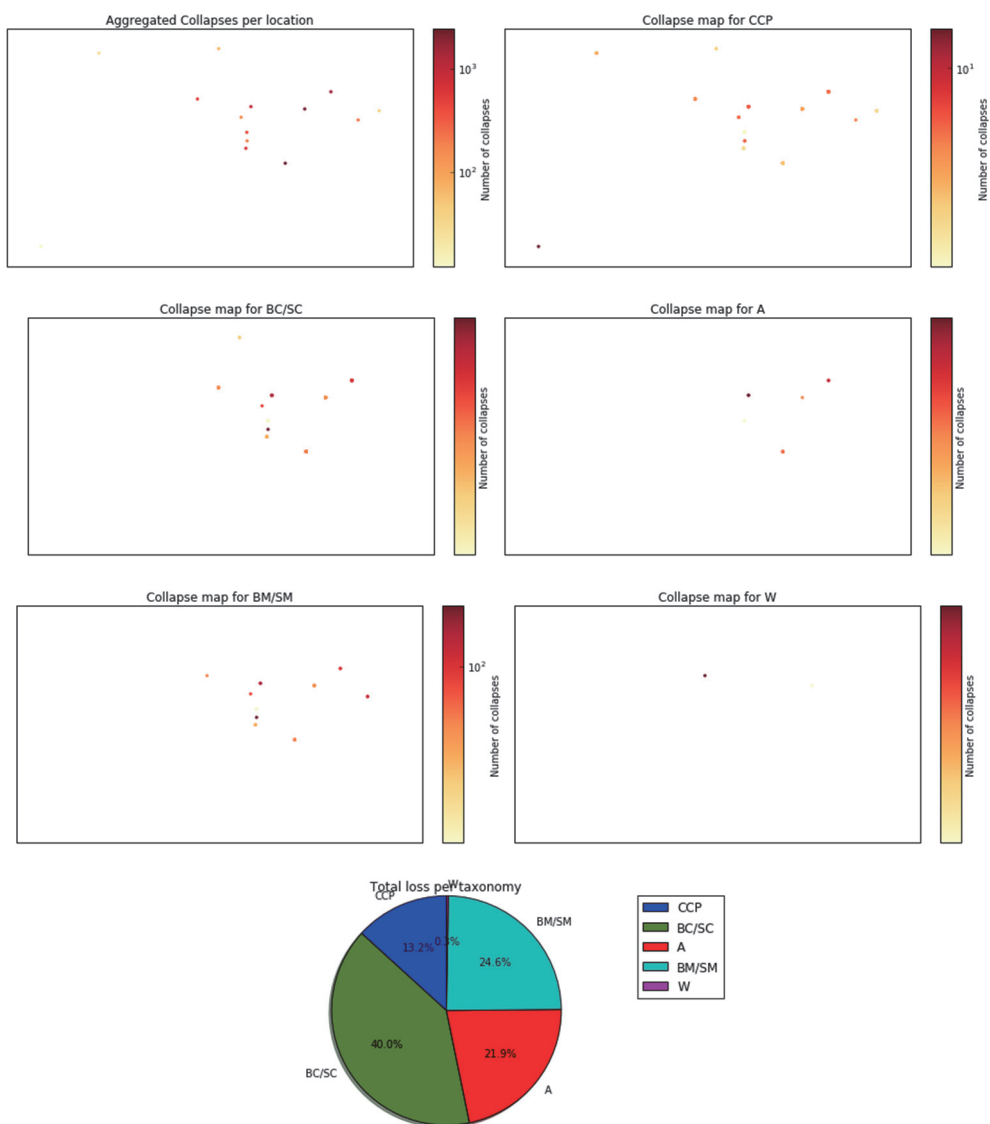 Aggregated Collapses per location
10³
10²
Number of collapses
Collapse map for CCP
10¹
Number of collapses
Collapse map for BC/SC
Number of collapses
Collapse map for A
Number of collapses
Collapse map for BM/SM
10²
Number of collapses
Collapse map for W
Number of collapses
Total loss per taxonomy
W
CCP
BM/SM
13.2%
0.3%
24.6%
40.0%
21.9%
BC/SC
A
CCP
BC/SC
A
BM/SM
W